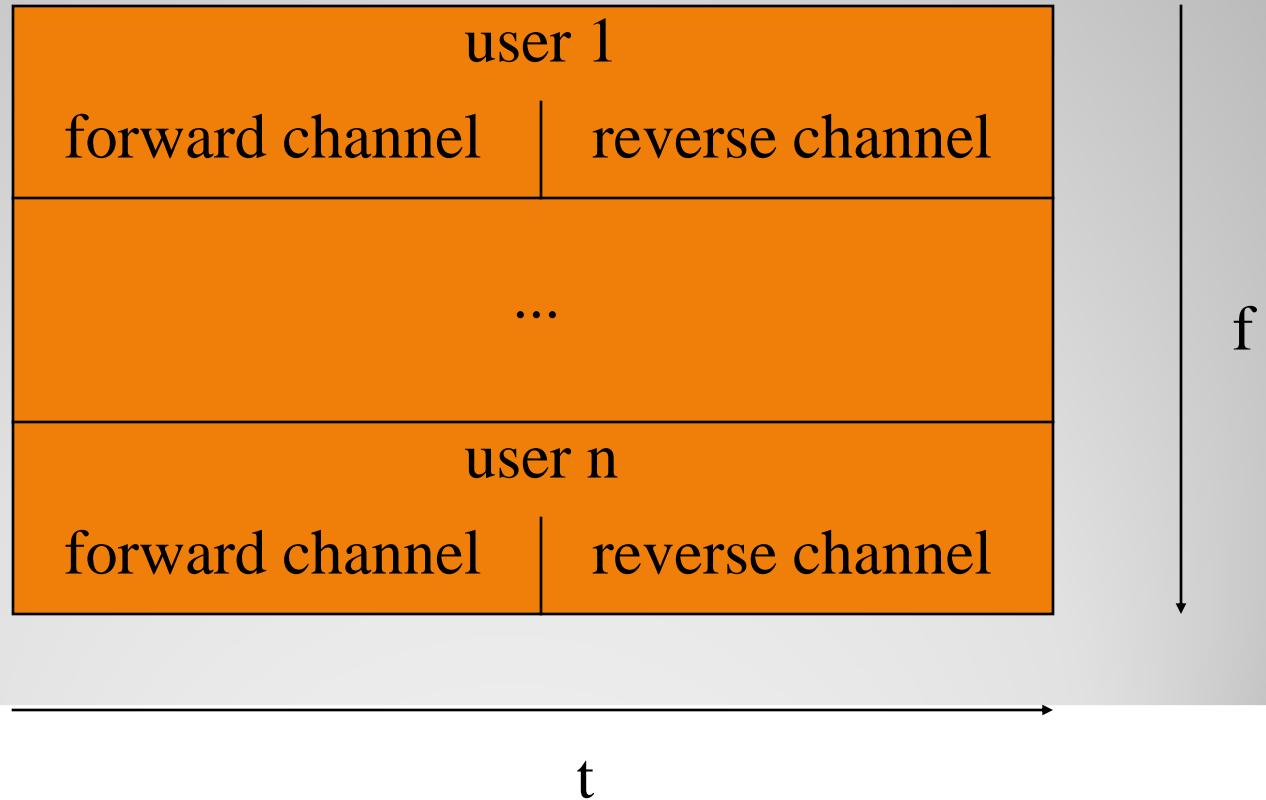 user 1
forward channel reverse channel
...
f
user n
forward channel reverse channel
t